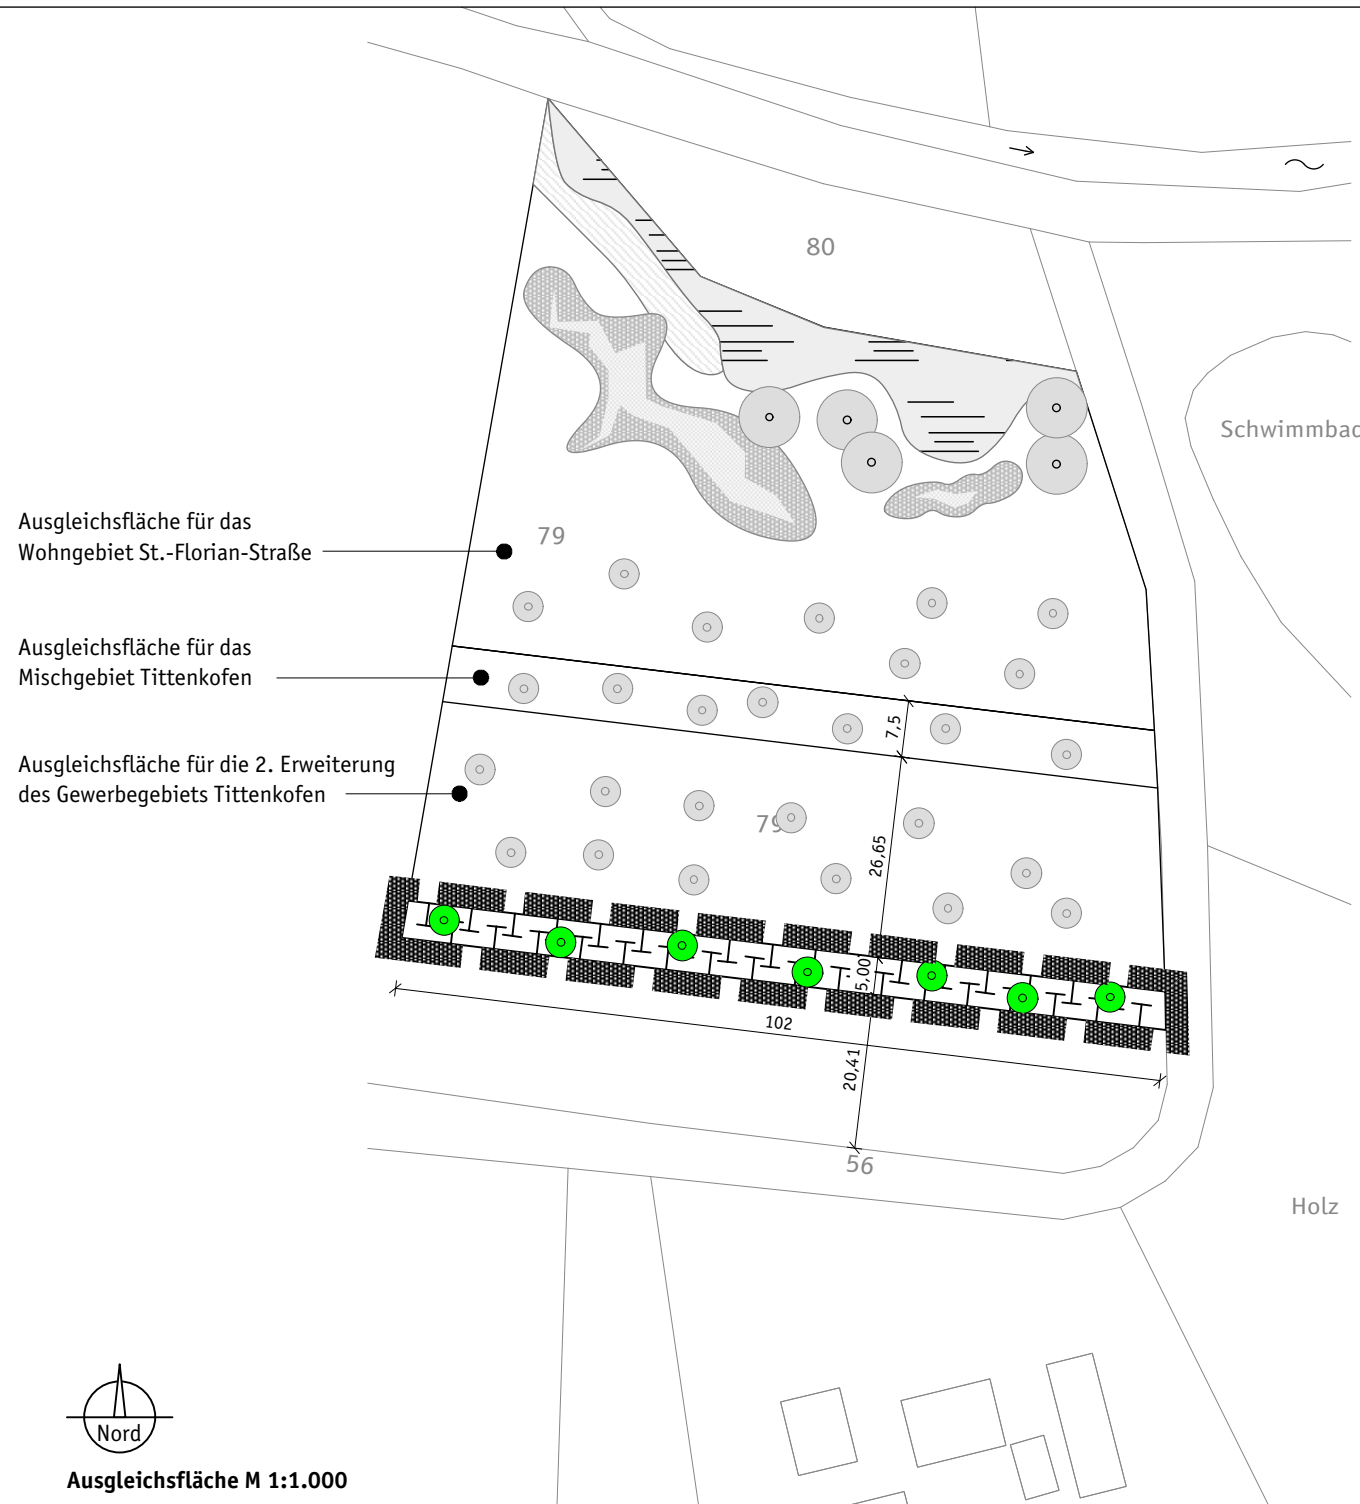 80
Schwimmbad
Ausgleichsfläche für das
Wohngebiet St.-Florian-Straße
79
Ausgleichsfläche für das
Mischgebiet Tittenkofen
7,5
Ausgleichsfläche für die 2. Erweiterung
des Gewerbegebiets Tittenkofen
79
26,65
5,00
102
20,41
56
Holz
Nord
Ausgleichsfläche M 1:1.000